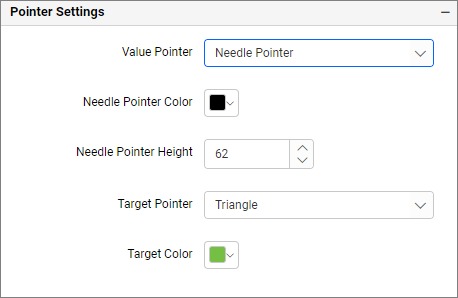 Pointer Settings
Value Pointer Needle Pointer
Needle Pointer Color
Needle Pointer Height 62
Target Pointer Triangle
Target Color